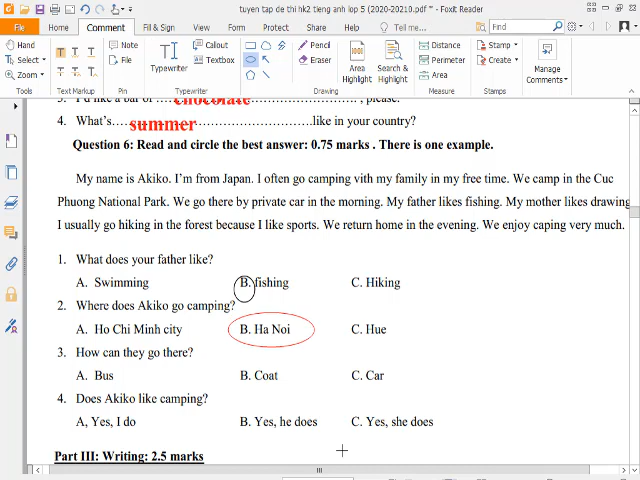 tuyen tap de thi hk2 tieng anh lop 5 (2020-20210.pdf * - Foxit Reader
File Home Comment View Form Protect Share Help Tell me... Find
Hand Select Zoom Tools
T T T T T T Text Markup
Note File Pin
Typewriter Callout Textbox Typewriter
Drawing Pencil Eraser Area Highlight Search & Highlight
Distance Perimeter Area Measure
Stamp Create Stamps
Manage Comments
3. I'd like a bar of …chocolate………………………, please.
4. What's…summer……………………………like in your country?
Question 6: Read and circle the best answer: 0.75 marks . There is one example.
My name is Akiko. I'm from Japan. I often go camping vith my family in my free time. We camp in the Cuc
Phuong National Park. We go there by private car in the morning. My father likes fishing. My mother likes drawing
I usually go hiking in the forest because I like sports. We return home in the evening. We enjoy caping very much.
1. What does your father like?
A. Swimming B. fishing C. Hiking
2. Where does Akiko go camping?
A. Ho Chi Minh city B. Ha Noi C. Hue
3. How can they go there?
A. Bus B. Coat C. Car
4. Does Akiko like camping?
A, Yes, I do B. Yes, he does C. Yes, she does
Part III: Writing: 2.5 marks